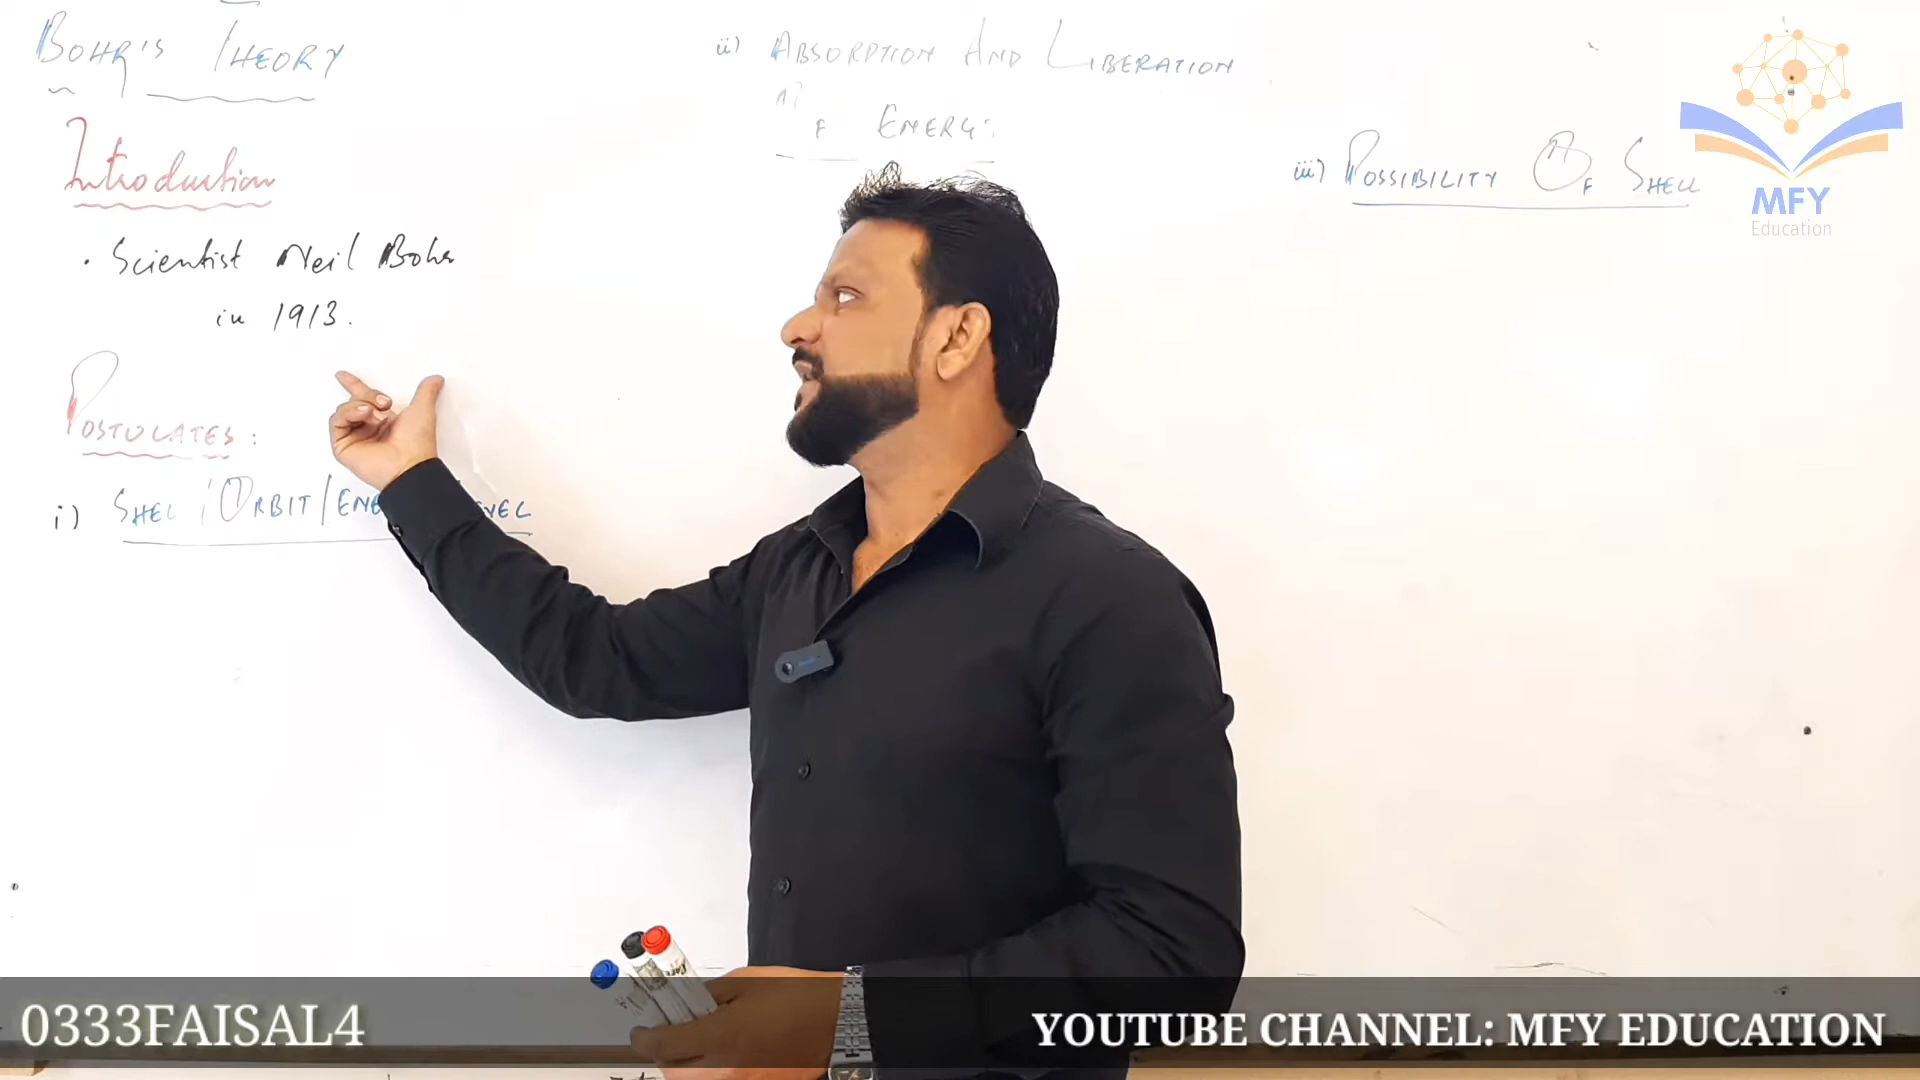 BOHR'S THEORY
Introduction
• Scientist Neil Bohr
in 1913.
POSTULATES:
i) SHELL / ORBIT / ENE LEVEL
ii) ABSORPTION AND LIBERATION
OF ENERGY:
iii) POSSIBILITY OF SHELL
MFY
Education
0333FAISAL4
YOUTUBE CHANNEL: MFY EDUCATION